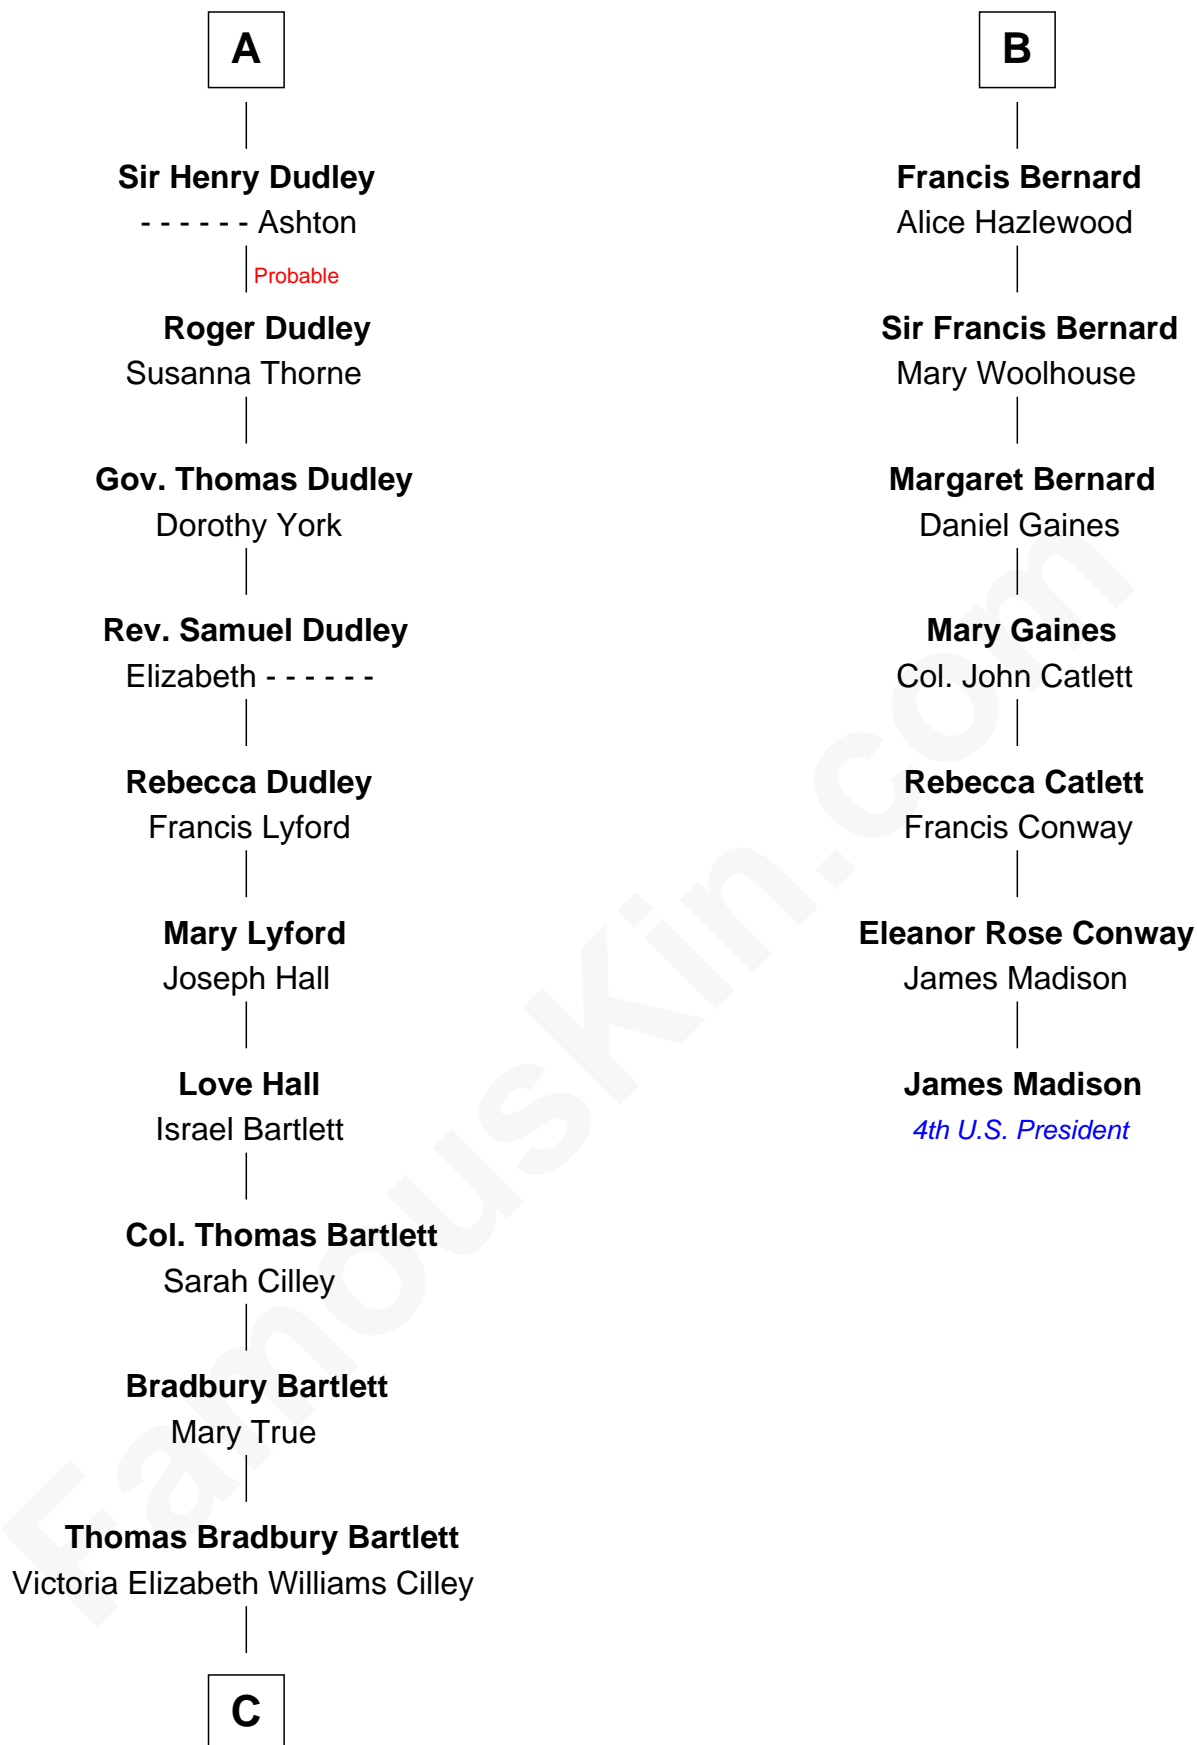 A
Sir Henry Dudley
- - - - - - Ashton
Probable
Roger Dudley
Susanna Thorne
Gov. Thomas Dudley
Dorothy York
Rev. Samuel Dudley
Elizabeth - - - - - -
Rebecca Dudley
Francis Lyford
Mary Lyford
Joseph Hall
Love Hall
Israel Bartlett
Col. Thomas Bartlett
Sarah Cilley
Bradbury Bartlett
Mary True
Thomas Bradbury Bartlett
Victoria Elizabeth Williams Cilley
C
B
Francis Bernard
Alice Hazlewood
Sir Francis Bernard
Mary Woolhouse
Margaret Bernard
Daniel Gaines
Mary Gaines
Col. John Catlett
Rebecca Catlett
Francis Conway
Eleanor Rose Conway
James Madison
James Madison
4th U.S. President
FamousKin.com